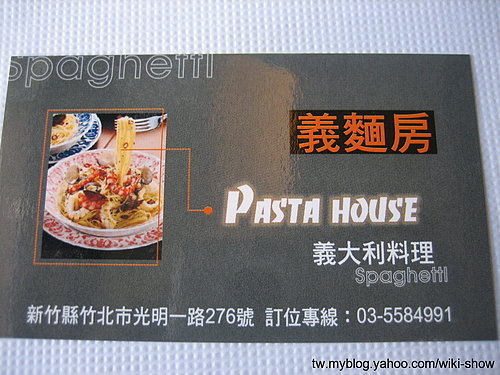 spaghetti
義麵房
PASTA HOUSE
義大利料理
Spaghetti
新竹縣竹北市光明一路276號 訂位專線：03-5584991
tw.myblog.yahoo.com/wiki-show